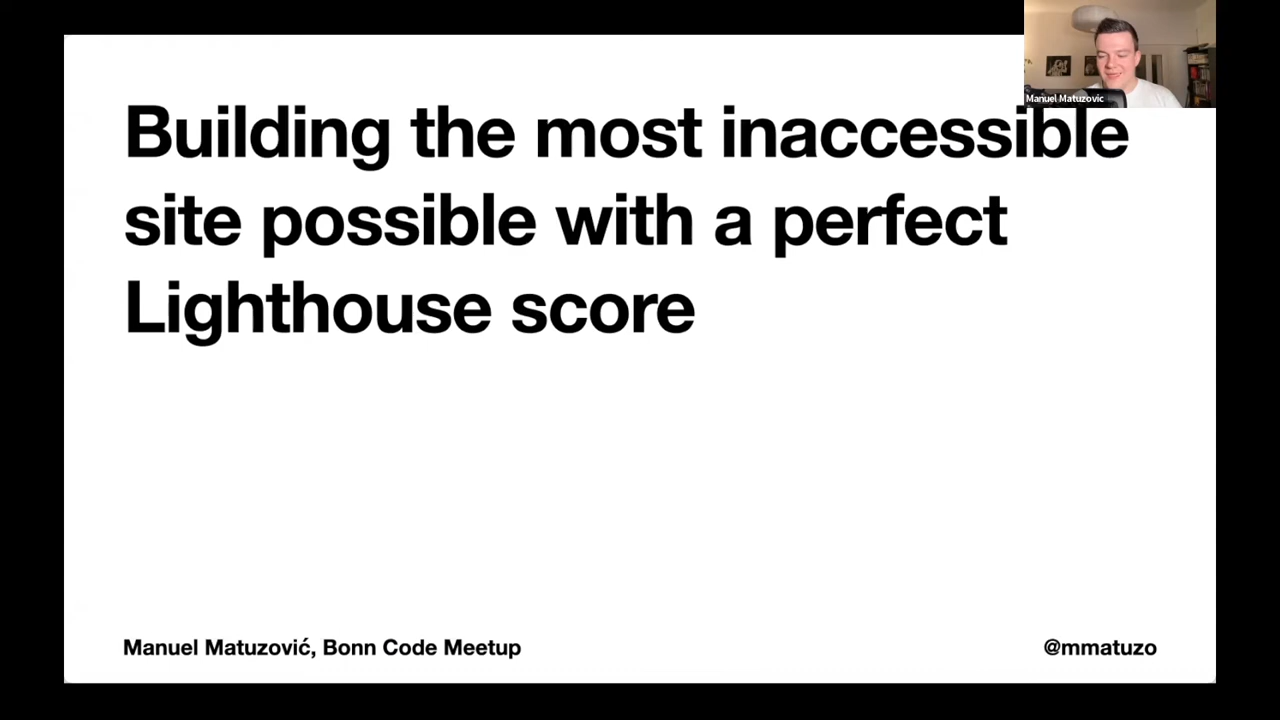 Manuel Matuzovic
Building the most inaccessible
site possible with a perfect
Lighthouse score
Manuel Matuzović, Bonn Code Meetup
@mmatuzo